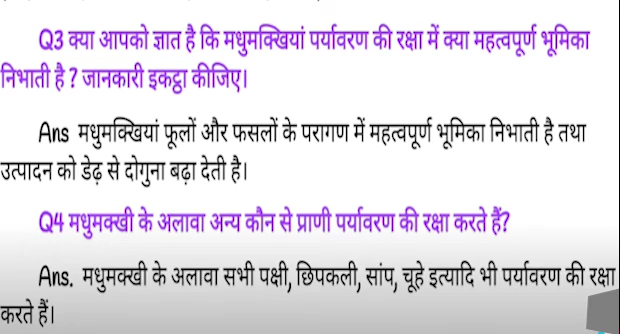 Q3 क्या आपको ज्ञात है कि मधुमक्खियां पर्यावरण की रक्षा में क्या महत्वपूर्ण भूमिका
निभाती है ? जानकारी इकट्ठा कीजिए।
Ans मधुमक्खियां फूलों और फसलों के परागण में महत्वपूर्ण भूमिका निभाती है तथा
उत्पादन को डेढ़ से दोगुना बढ़ा देती है।
Q4 मधुमक्खी के अलावा अन्य कौन से प्राणी पर्यावरण की रक्षा करते हैं?
Ans. मधुमक्खी के अलावा सभी पक्षी, छिपकली, सांप, चूहे इत्यादि भी पर्यावरण की रक्षा
करते हैं।